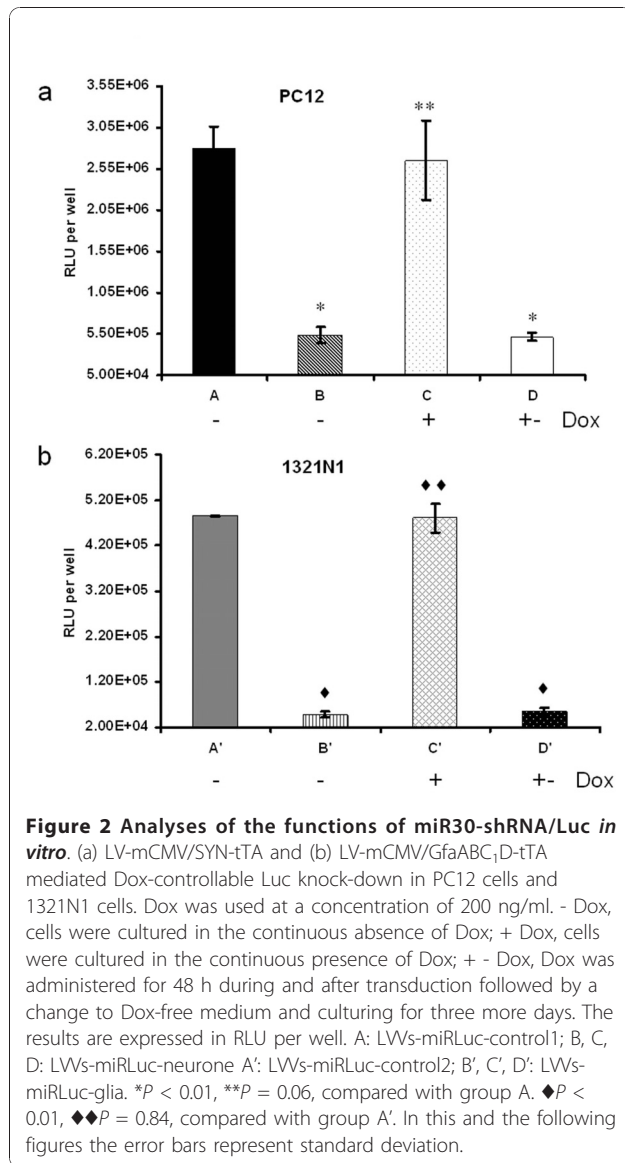 a
PC12
3.55E+06
3.05E+06
2.55E+06
2.05E+06
1.55E+06
1.05E+06
5.50E+05
5.00E+04
RLU per well
**
*
*
A B C D
- - + +- Dox
b
1321N1
6.20E+05
5.20E+05
4.20E+05
3.20E+05
2.20E+05
1.20E+05
2.00E+04
RLU per well
♦♦
♦
♦
A' B' C' D'
- - + +- Dox
Figure 2 Analyses of the functions of miR30-shRNA/Luc in
vitro. (a) LV-mCMV/SYN-tTA and (b) LV-mCMV/GfaABC₁D-tTA
mediated Dox-controllable Luc knock-down in PC12 cells and
1321N1 cells. Dox was used at a concentration of 200 ng/ml. - Dox,
cells were cultured in the continuous absence of Dox; + Dox, cells
were cultured in the continuous presence of Dox; + - Dox, Dox was
administered for 48 h during and after transduction followed by a
change to Dox-free medium and culturing for three more days. The
results are expressed in RLU per well. A: LVVs-miRLuc-control1; B, C,
D: LVVs-miRLuc-neurone A': LVVs-miRLuc-control2; B', C', D': LVVs-
miRLuc-glia. *P < 0.01, **P = 0.06, compared with group A. ♦P <
0.01, ♦♦P = 0.84, compared with group A'. In this and the following
figures the error bars represent standard deviation.